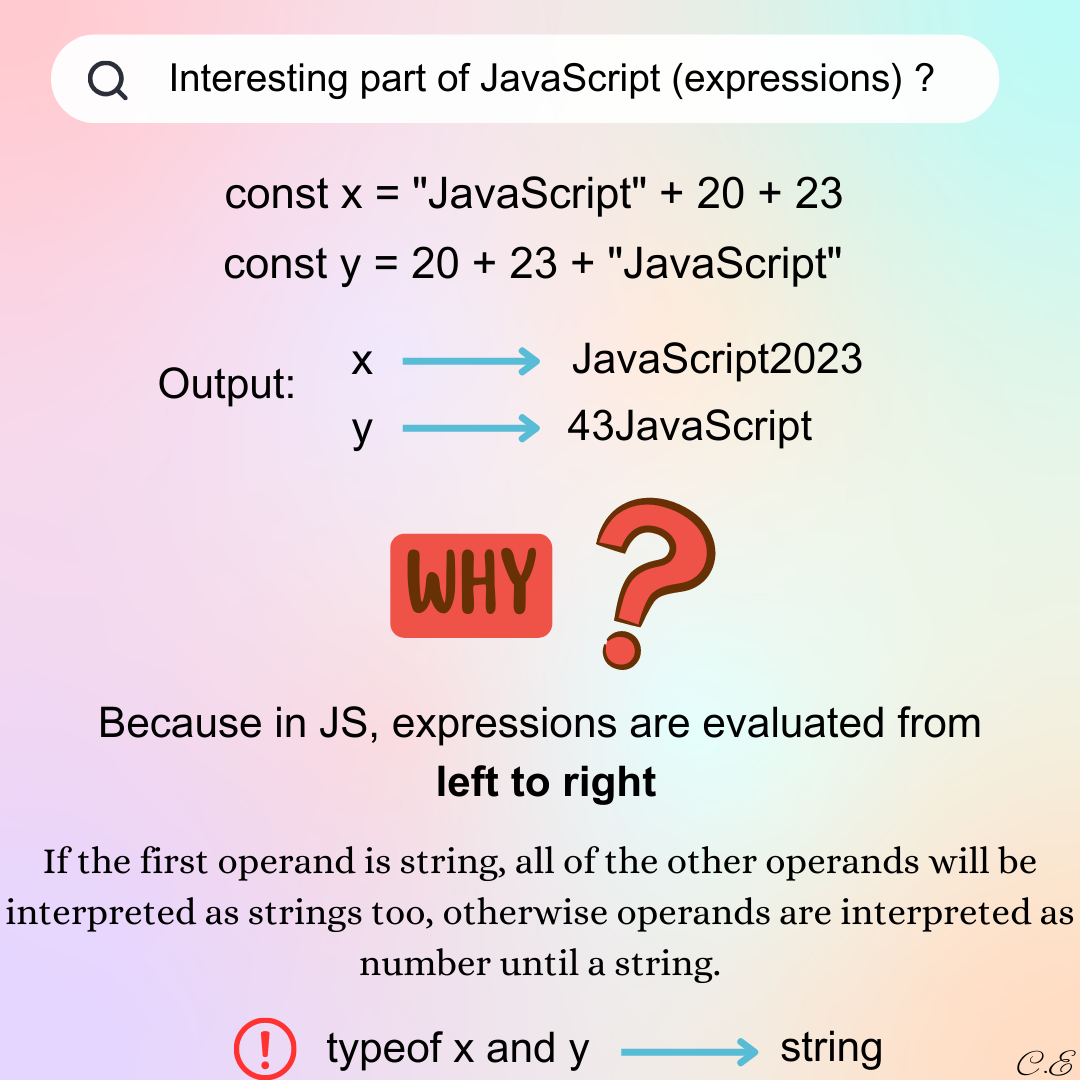 Interesting part of JavaScript (expressions) ?
const x = "JavaScript" + 20 + 23
const y = 20 + 23 + "JavaScript"
Output:
x JavaScript2023
y 43JavaScript
WHY ?
Because in JS, expressions are evaluated from
left to right
If the first operand is string, all of the other operands will be
interpreted as strings too, otherwise operands are interpreted as
number until a string.
! typeof x and y string
C.E